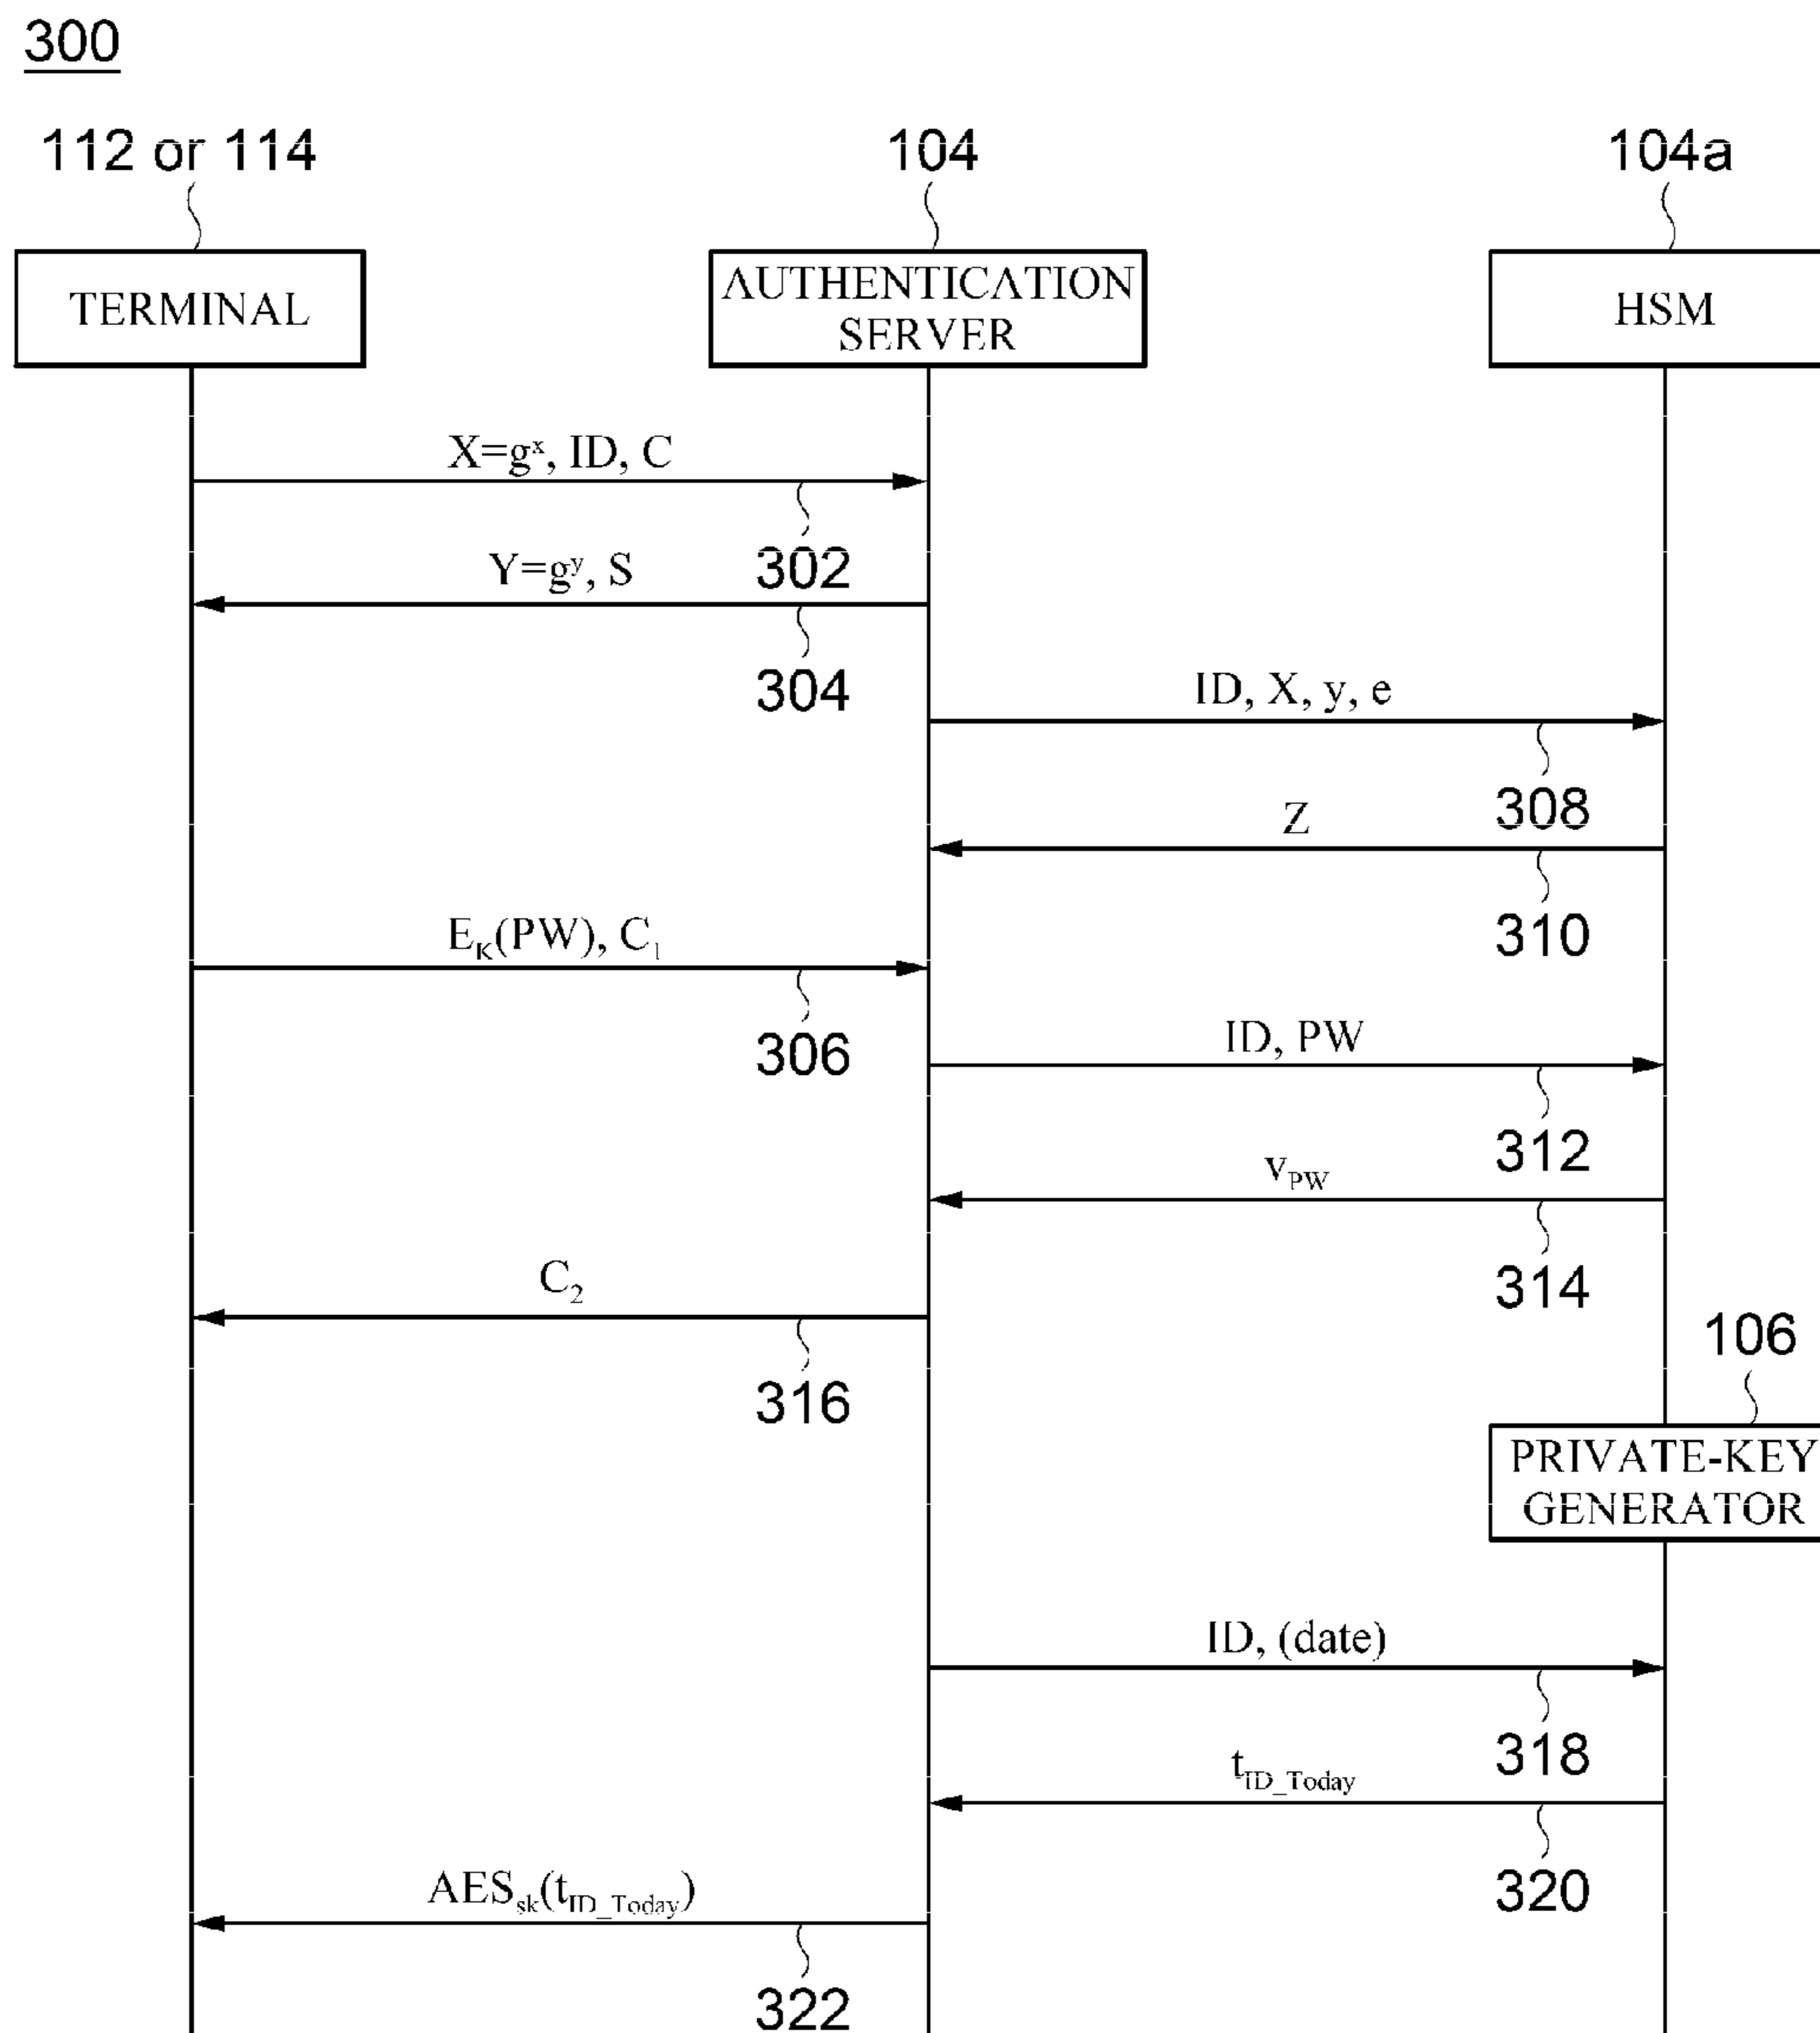 300
112 or 114
104
104a
TERMINAL
AUTHENTICATION
SERVER
HSM
X=gˣ, ID, C
302
Y=gʸ, S
304
ID, X, y, e
308
Z
310
E_K(PW), C₁
306
ID, PW
312
v_PW
314
C₂
316
106
PRIVATE-KEY
GENERATOR
ID, (date)
318
t_ID_Today
320
AES_sk(t_ID_Today)
322